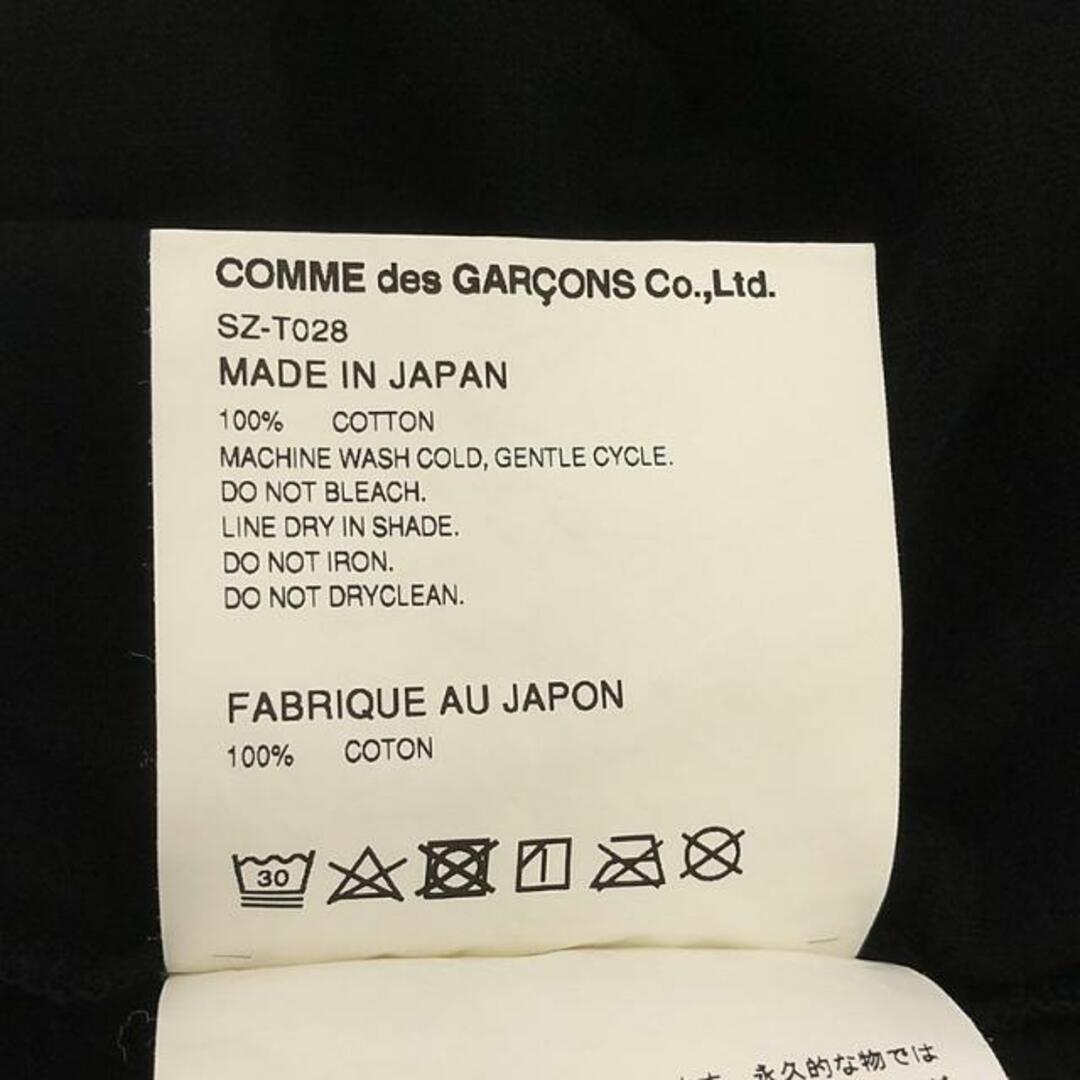 COMME des GARÇONS Co.,Ltd.
SZ-T028
MADE IN JAPAN
100% COTTON
MACHINE WASH COLD, GENTLE CYCLE.
DO NOT BLEACH.
LINE DRY IN SHADE.
DO NOT IRON.
DO NOT DRYCLEAN.
FABRIQUE AU JAPON
100% COTON
30
永久的な物では